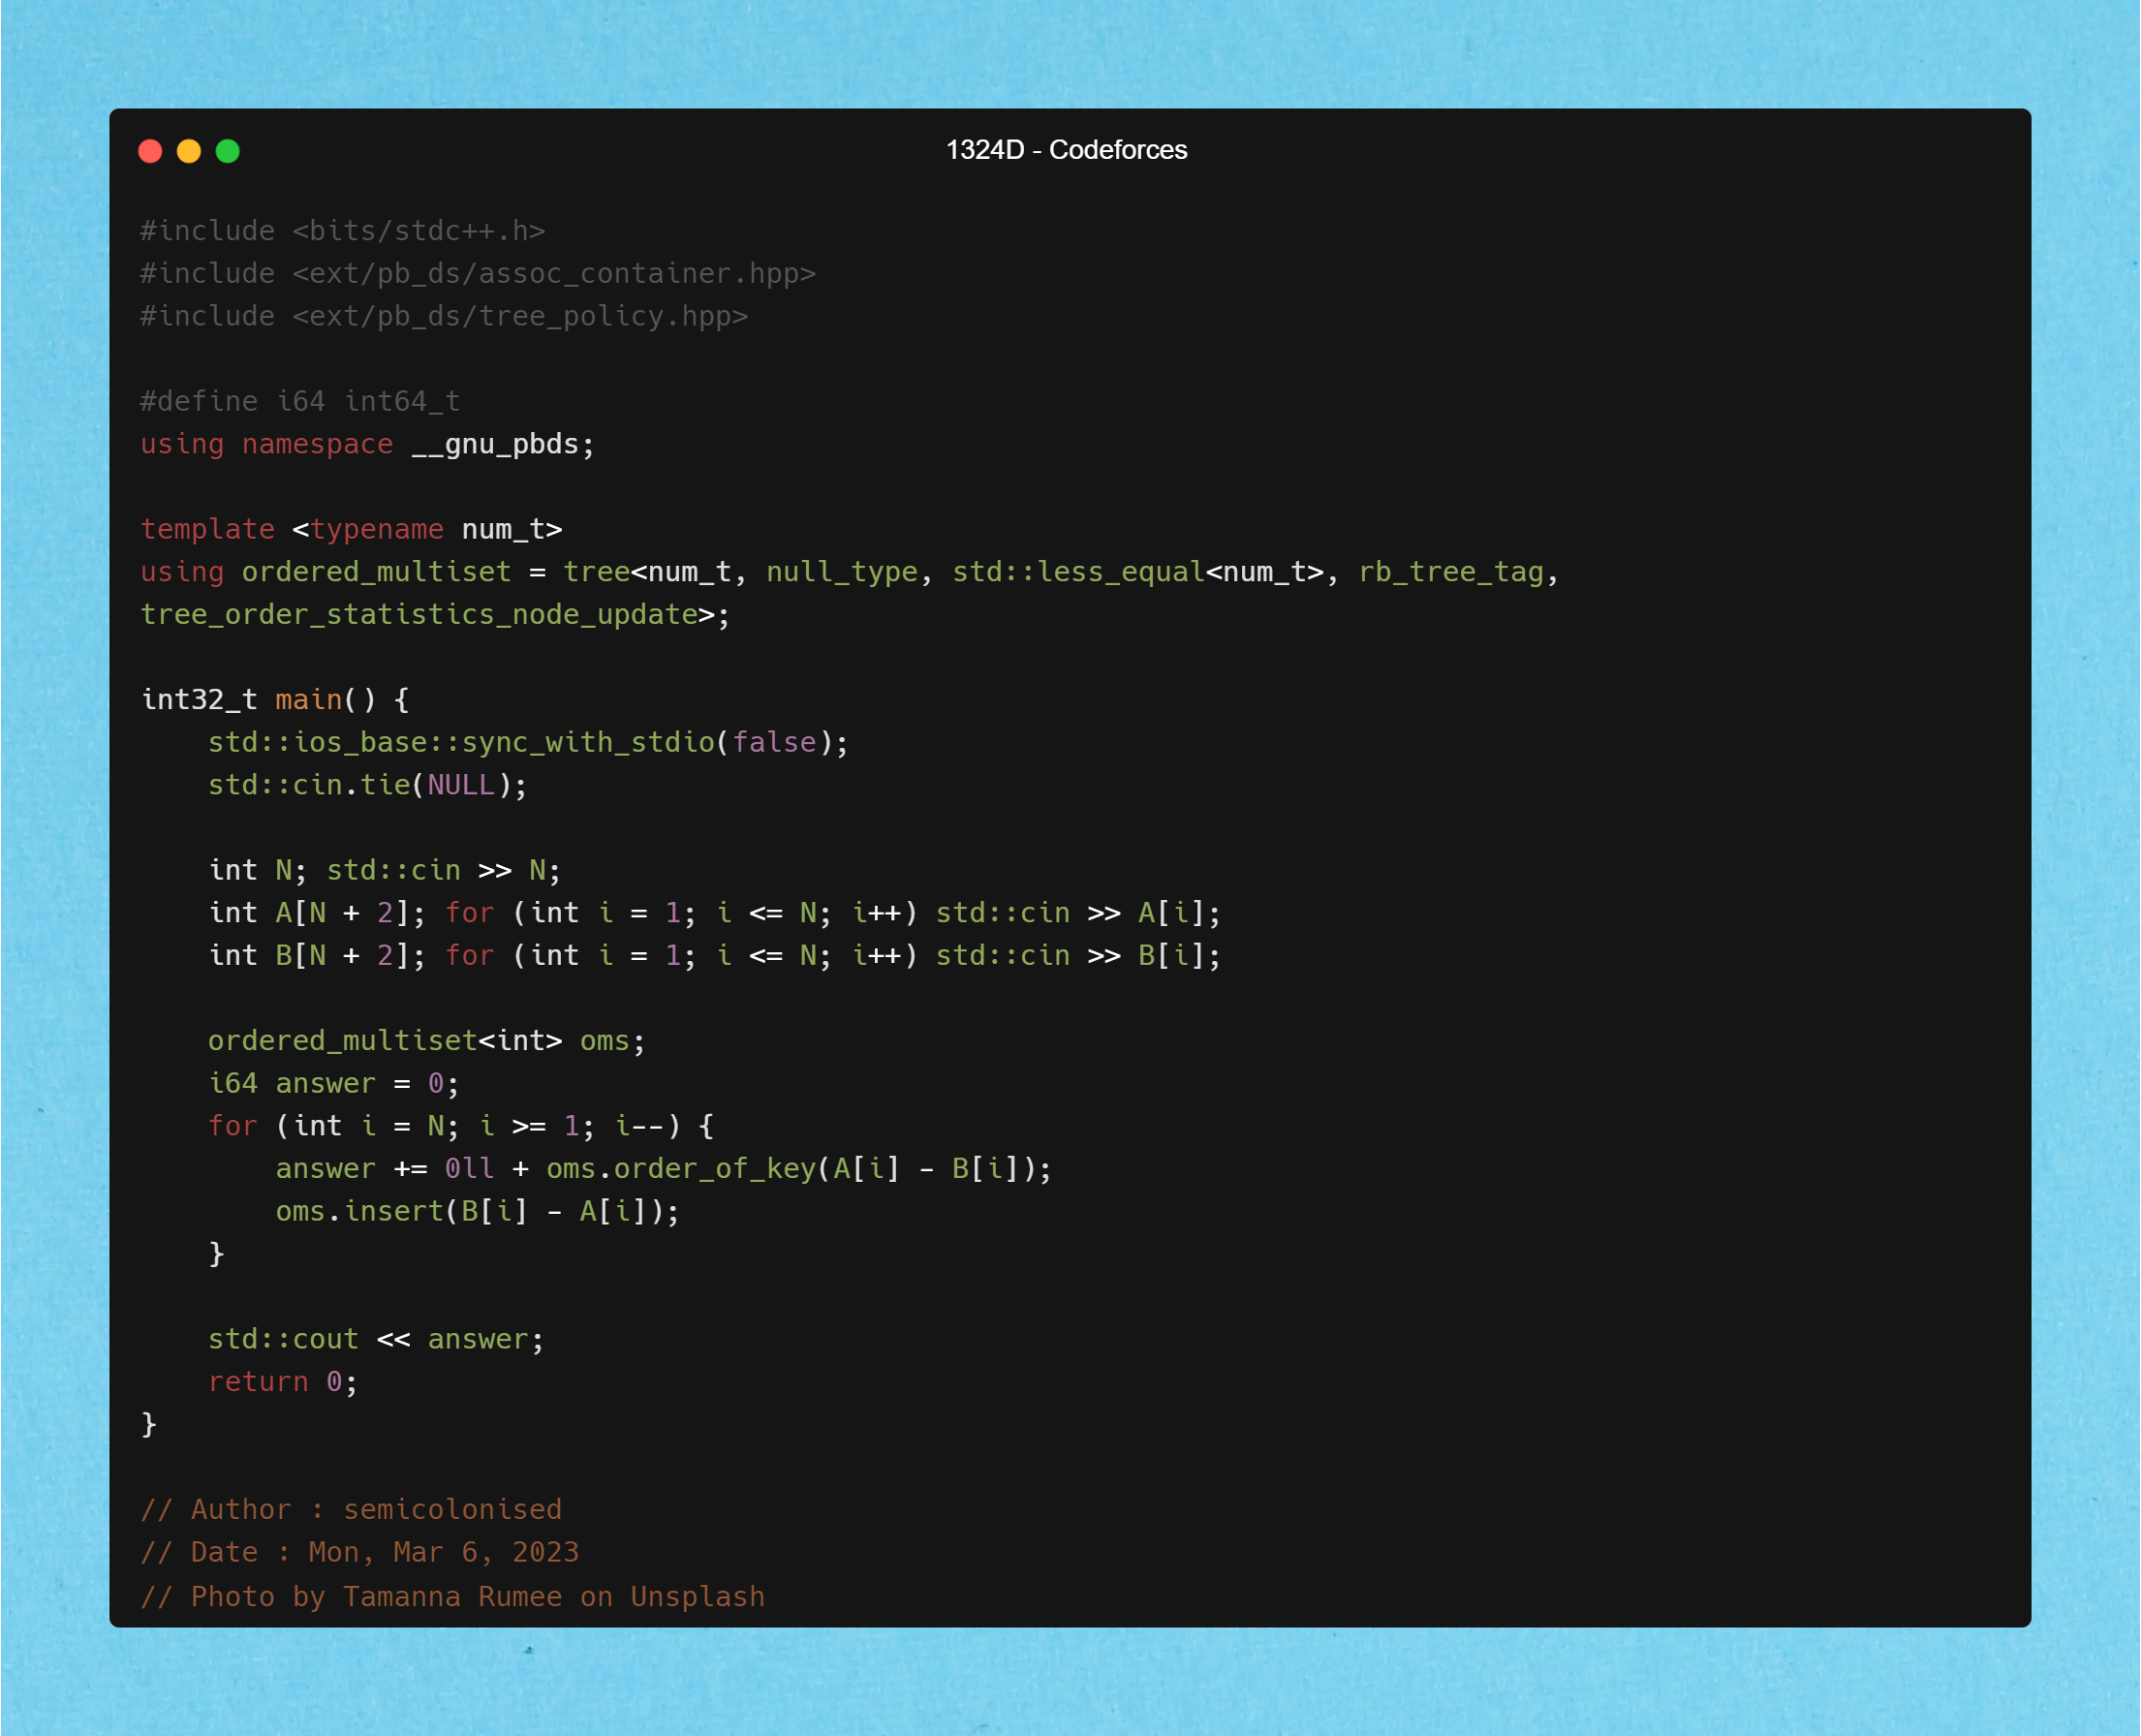 1324D - Codeforces
#include <bits/stdc++.h>
#include <ext/pb_ds/assoc_container.hpp>
#include <ext/pb_ds/tree_policy.hpp>
#define i64 int64_t
using namespace __gnu_pbds;
template <typename num_t>
using ordered_multiset = tree<num_t, null_type, std::less_equal<num_t>, rb_tree_tag,
tree_order_statistics_node_update>;
int32_t main() {
    std::ios_base::sync_with_stdio(false);
    std::cin.tie(NULL);
    int N; std::cin >> N;
    int A[N + 2]; for (int i = 1; i <= N; i++) std::cin >> A[i];
    int B[N + 2]; for (int i = 1; i <= N; i++) std::cin >> B[i];
    ordered_multiset<int> oms;
    i64 answer = 0;
    for (int i = N; i >= 1; i--) {
        answer += 0ll + oms.order_of_key(A[i] - B[i]);
        oms.insert(B[i] - A[i]);
    }
    std::cout << answer;
    return 0;
}
// Author : semicolonised
// Date : Mon, Mar 6, 2023
// Photo by Tamanna Rumee on Unsplash